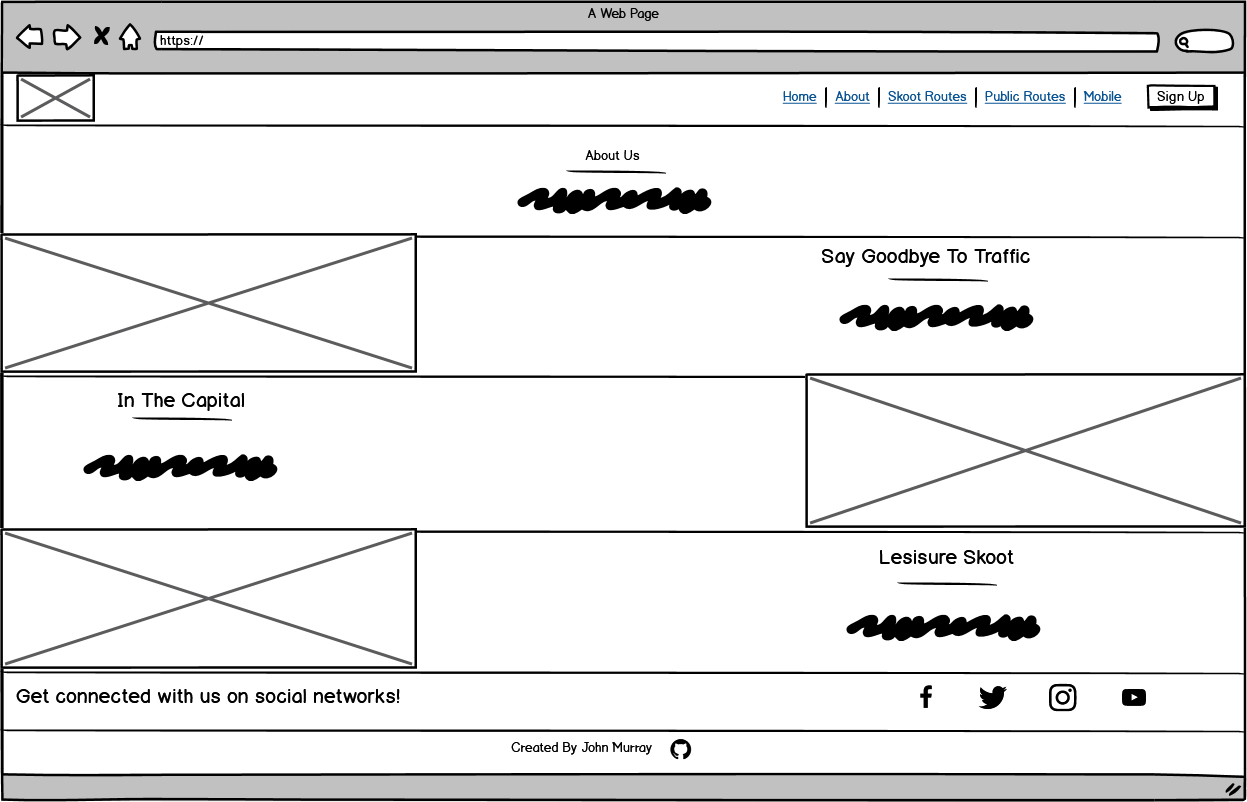 A Web Page
https://
Home | About | Skoot Routes | Public Routes | Mobile Sign Up
About Us
Say Goodbye To Traffic
In The Capital
Lesisure Skoot
Get connected with us on social networks!
Created By John Murray